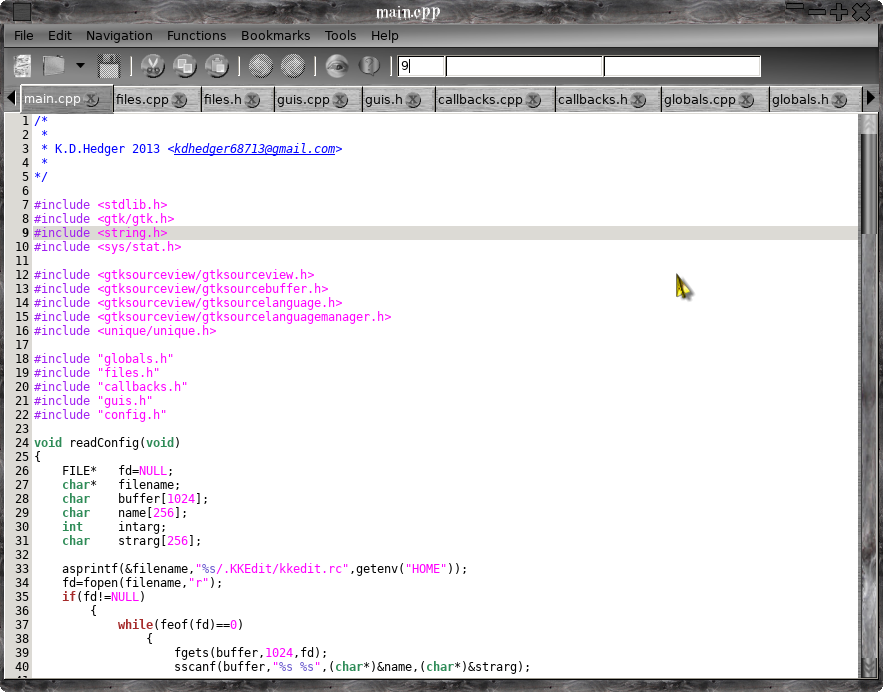 main.cpp
File Edit Navigation Functions Bookmarks Tools Help
9
main.cpp files.cpp files.h guis.cpp guis.h callbacks.cpp callbacks.h globals.cpp globals.h
1 /*
2  *
3  * K.D.Hedger 2013 <kdhedger68713@gmail.com>
4  *
5 */
6
7 #include <stdlib.h>
8 #include <gtk/gtk.h>
9 #include <string.h>
10 #include <sys/stat.h>
11
12 #include <gtksourceview/gtksourceview.h>
13 #include <gtksourceview/gtksourcebuffer.h>
14 #include <gtksourceview/gtksourcelanguage.h>
15 #include <gtksourceview/gtksourcelanguagemanager.h>
16 #include <unique/unique.h>
17
18 #include "globals.h"
19 #include "files.h"
20 #include "callbacks.h"
21 #include "guis.h"
22 #include "config.h"
23
24 void readConfig(void)
25 {
26     FILE*   fd=NULL;
27     char*   filename;
28     char    buffer[1024];
29     char    name[256];
30     int     intarg;
31     char    strarg[256];
32
33     asprintf(&filename,"%s/.KKEdit/kkedit.rc",getenv("HOME"));
34     fd=fopen(filename,"r");
35     if(fd!=NULL)
36         {
37             while(feof(fd)==0)
38                 {
39                     fgets(buffer,1024,fd);
40                     sscanf(buffer,"%s %s",(char*)&name,(char*)&strarg);